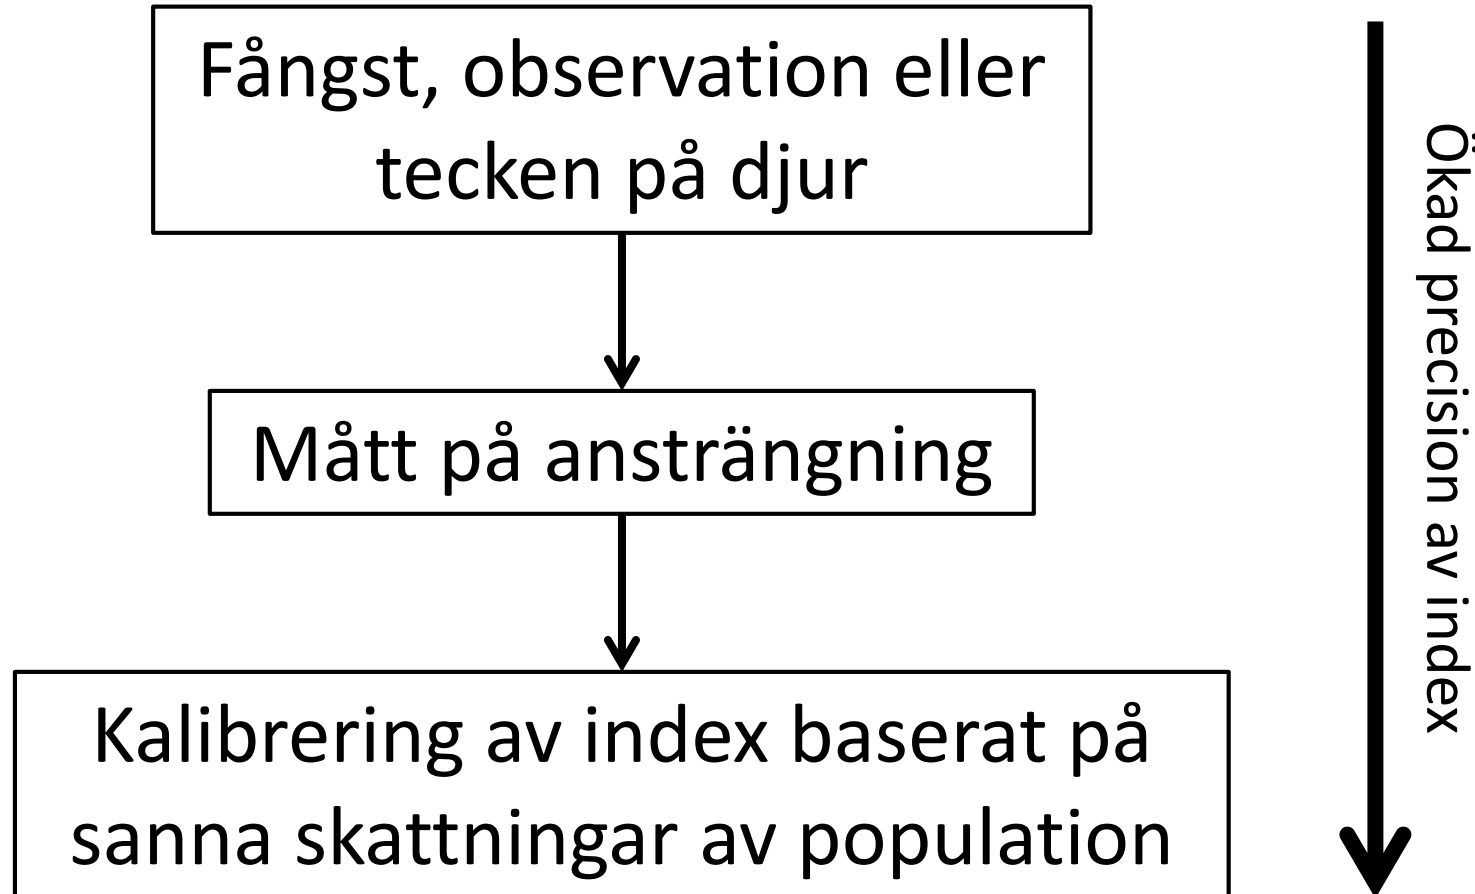 Fångst, observation eller
tecken på djur
Mått på ansträngning
Kalibrering av index baserat på
sanna skattningar av population
Ökad precision av index